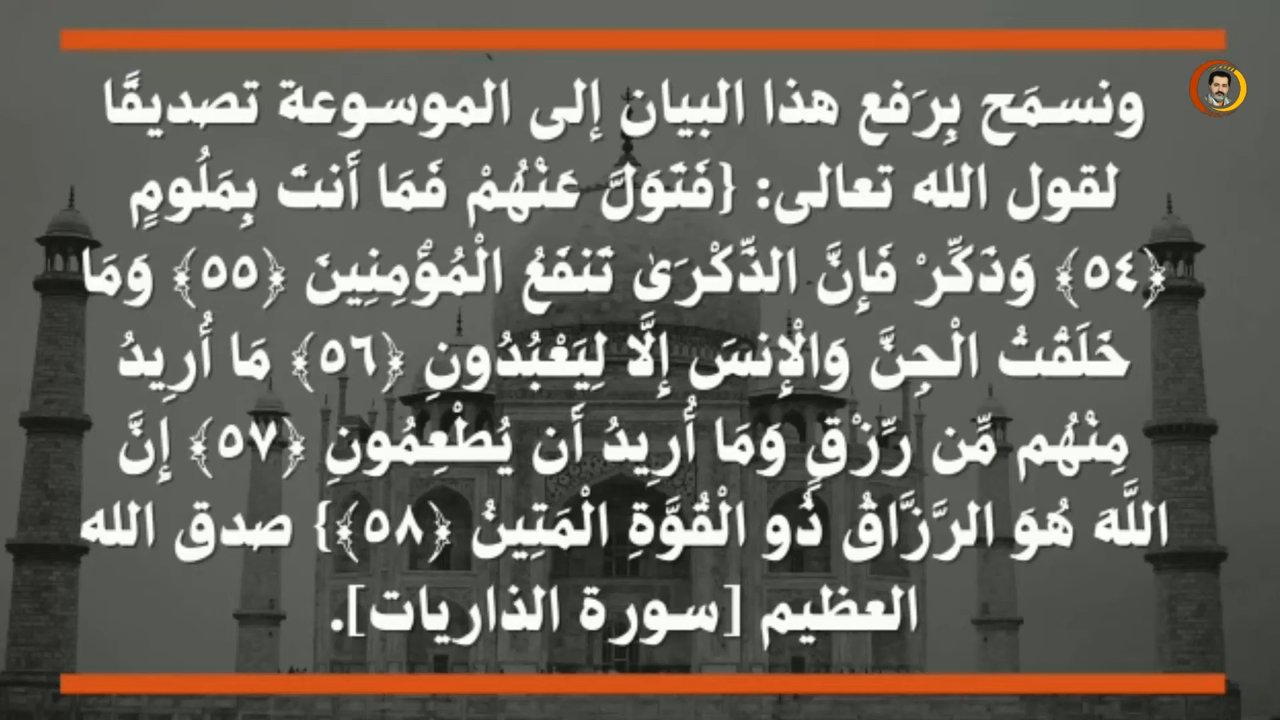 ونسمَح بِرَفع هذا البيان إلى الموسوعة تصديقًا
لقول الله تعالى: {فَتَوَلَّ عَنْهُمْ فَمَا أَنتَ بِمَلُومٍ
﴿٥٤﴾ وَذَكِّرْ فَإِنَّ الذِّكْرَىٰ تَنفَعُ الْمُؤْمِنِينَ ﴿٥٥﴾ وَمَا
خَلَقْتُ الْجِنَّ وَالْإِنسَ إِلَّا لِيَعْبُدُونِ ﴿٥٦﴾ مَا أُرِيدُ
مِنْهُم مِّن رِّزْقٍ وَمَا أُرِيدُ أَن يُطْعِمُونِ ﴿٥٧﴾ إِنَّ
اللَّهَ هُوَ الرَّزَّاقُ ذُو الْقُوَّةِ الْمَتِينُ ﴿٥٨﴾} صدق الله
العظيم [سورة الذاريات].